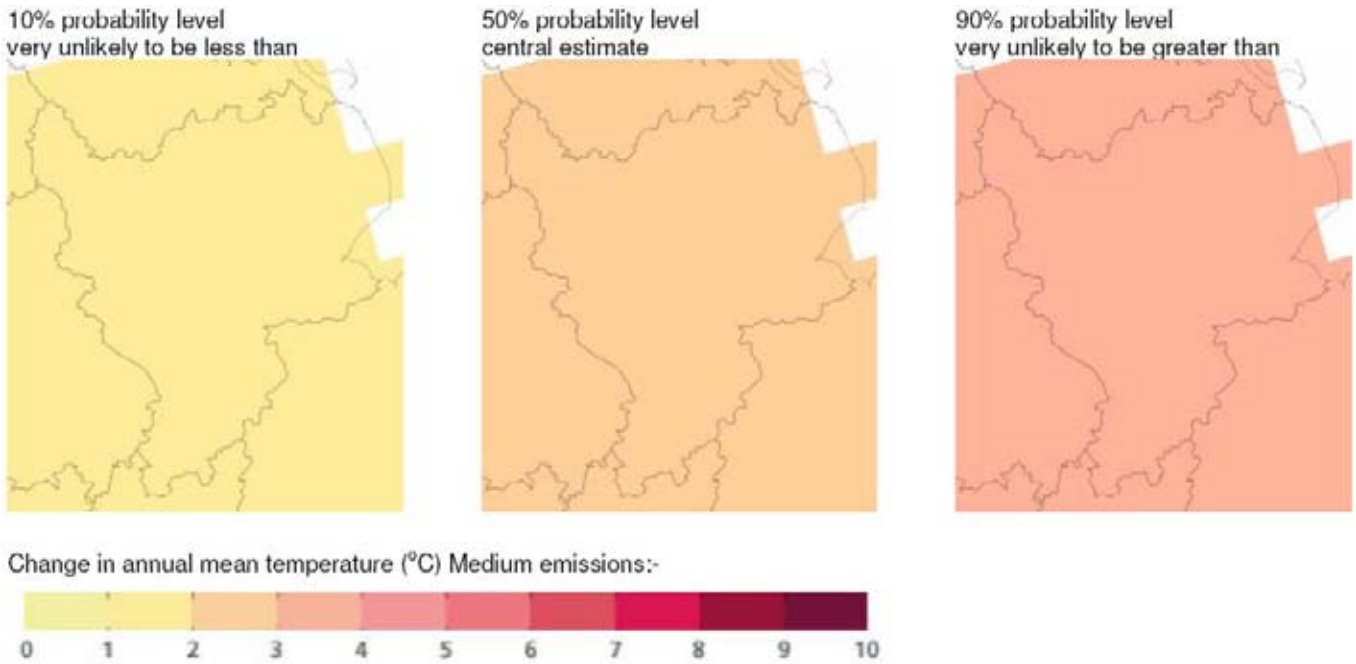 10% probability level
very unlikely to be less than
50% probability level
central estimate
90% probability level
very unlikely to be greater than
Change in annual mean temperature (°C) Medium emissions:-
0 1 2 3 4 5 6 7 8 9 10